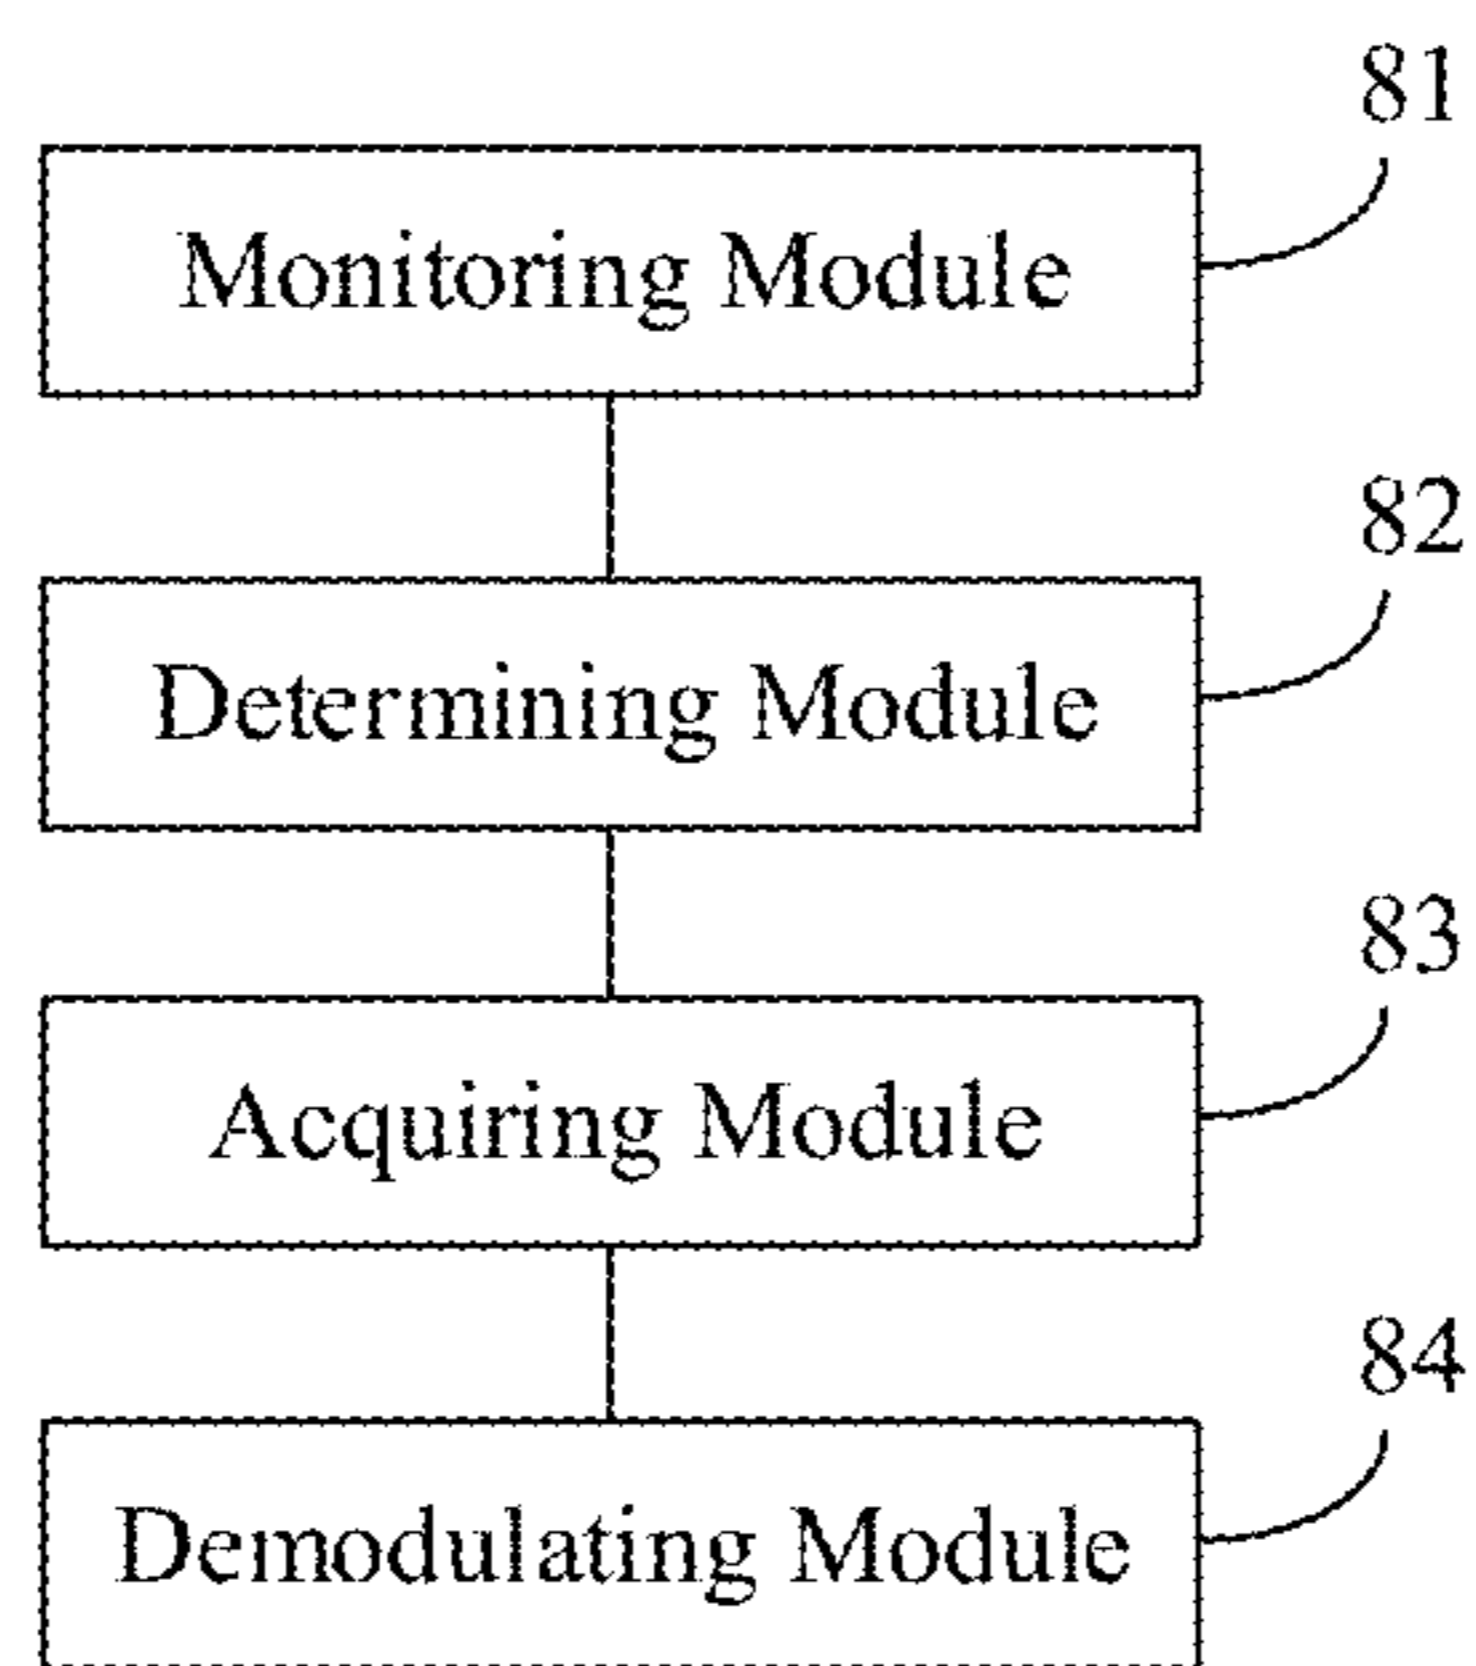 81
Monitoring Module
82
Determining Module
83
Acquiring Module
84
Demodulating Module